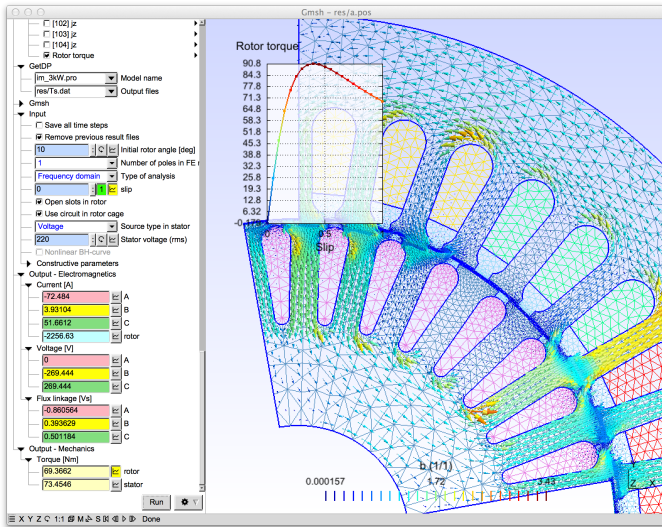 Gmsh - res/a.pos
[102] jz
[103] jz
[104] jz
Rotor torque
GetDP
im_3kW.pro Model name
res/Ts.dat Output files
Gmsh
Input
Save all time steps
Remove previous result files
10 Initial rotor angle [deg]
1 Number of poles in FE
Frequency domain Type of analysis
0 1 slip
Open slots in rotor
Use circuit in rotor cage
Voltage Source type in stator
220 Stator voltage (rms)
Nonlinear BH-curve
Constructive parameters
Output - Electromagnetics
Current [A]
-72.484 A
3.93104 B
51.6612 C
-2256.63 rotor
Voltage [V]
0 A
-269.444 B
269.444 C
Flux linkage [Vs]
-0.860564 A
0.393629 B
0.501184 C
Output - Mechanics
Torque [Nm]
69.3662 rotor
73.4546 stator
Run
X Y Z 1:1 M S Done
Rotor torque
90.8
84.3
77.8
71.3
64.8
58.3
51.8
45.3
38.8
32.3
25.8
19.3
12.8
6.32
0 0.5
Slip
b (1/1)
0.000157 1.72 3.43
Z X